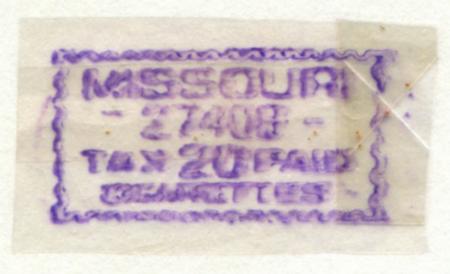 MISSOURI
- 27408 -
TAX 20 PAID
CIGARETTES